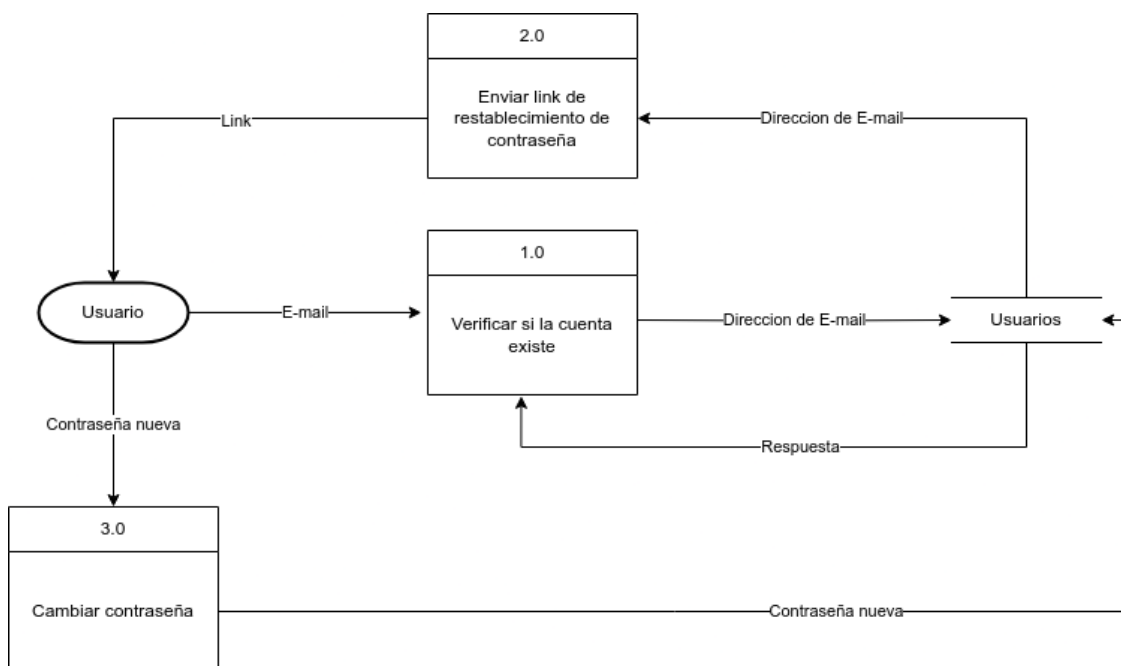 2.0
Enviar link de
restablecimiento de
contraseña
Link
Direccion de E-mail
1.0
Usuario
E-mail
Verificar si la cuenta
existe
Direccion de E-mail
Usuarios
Contraseña nueva
Respuesta
3.0
Cambiar contraseña
Contraseña nueva